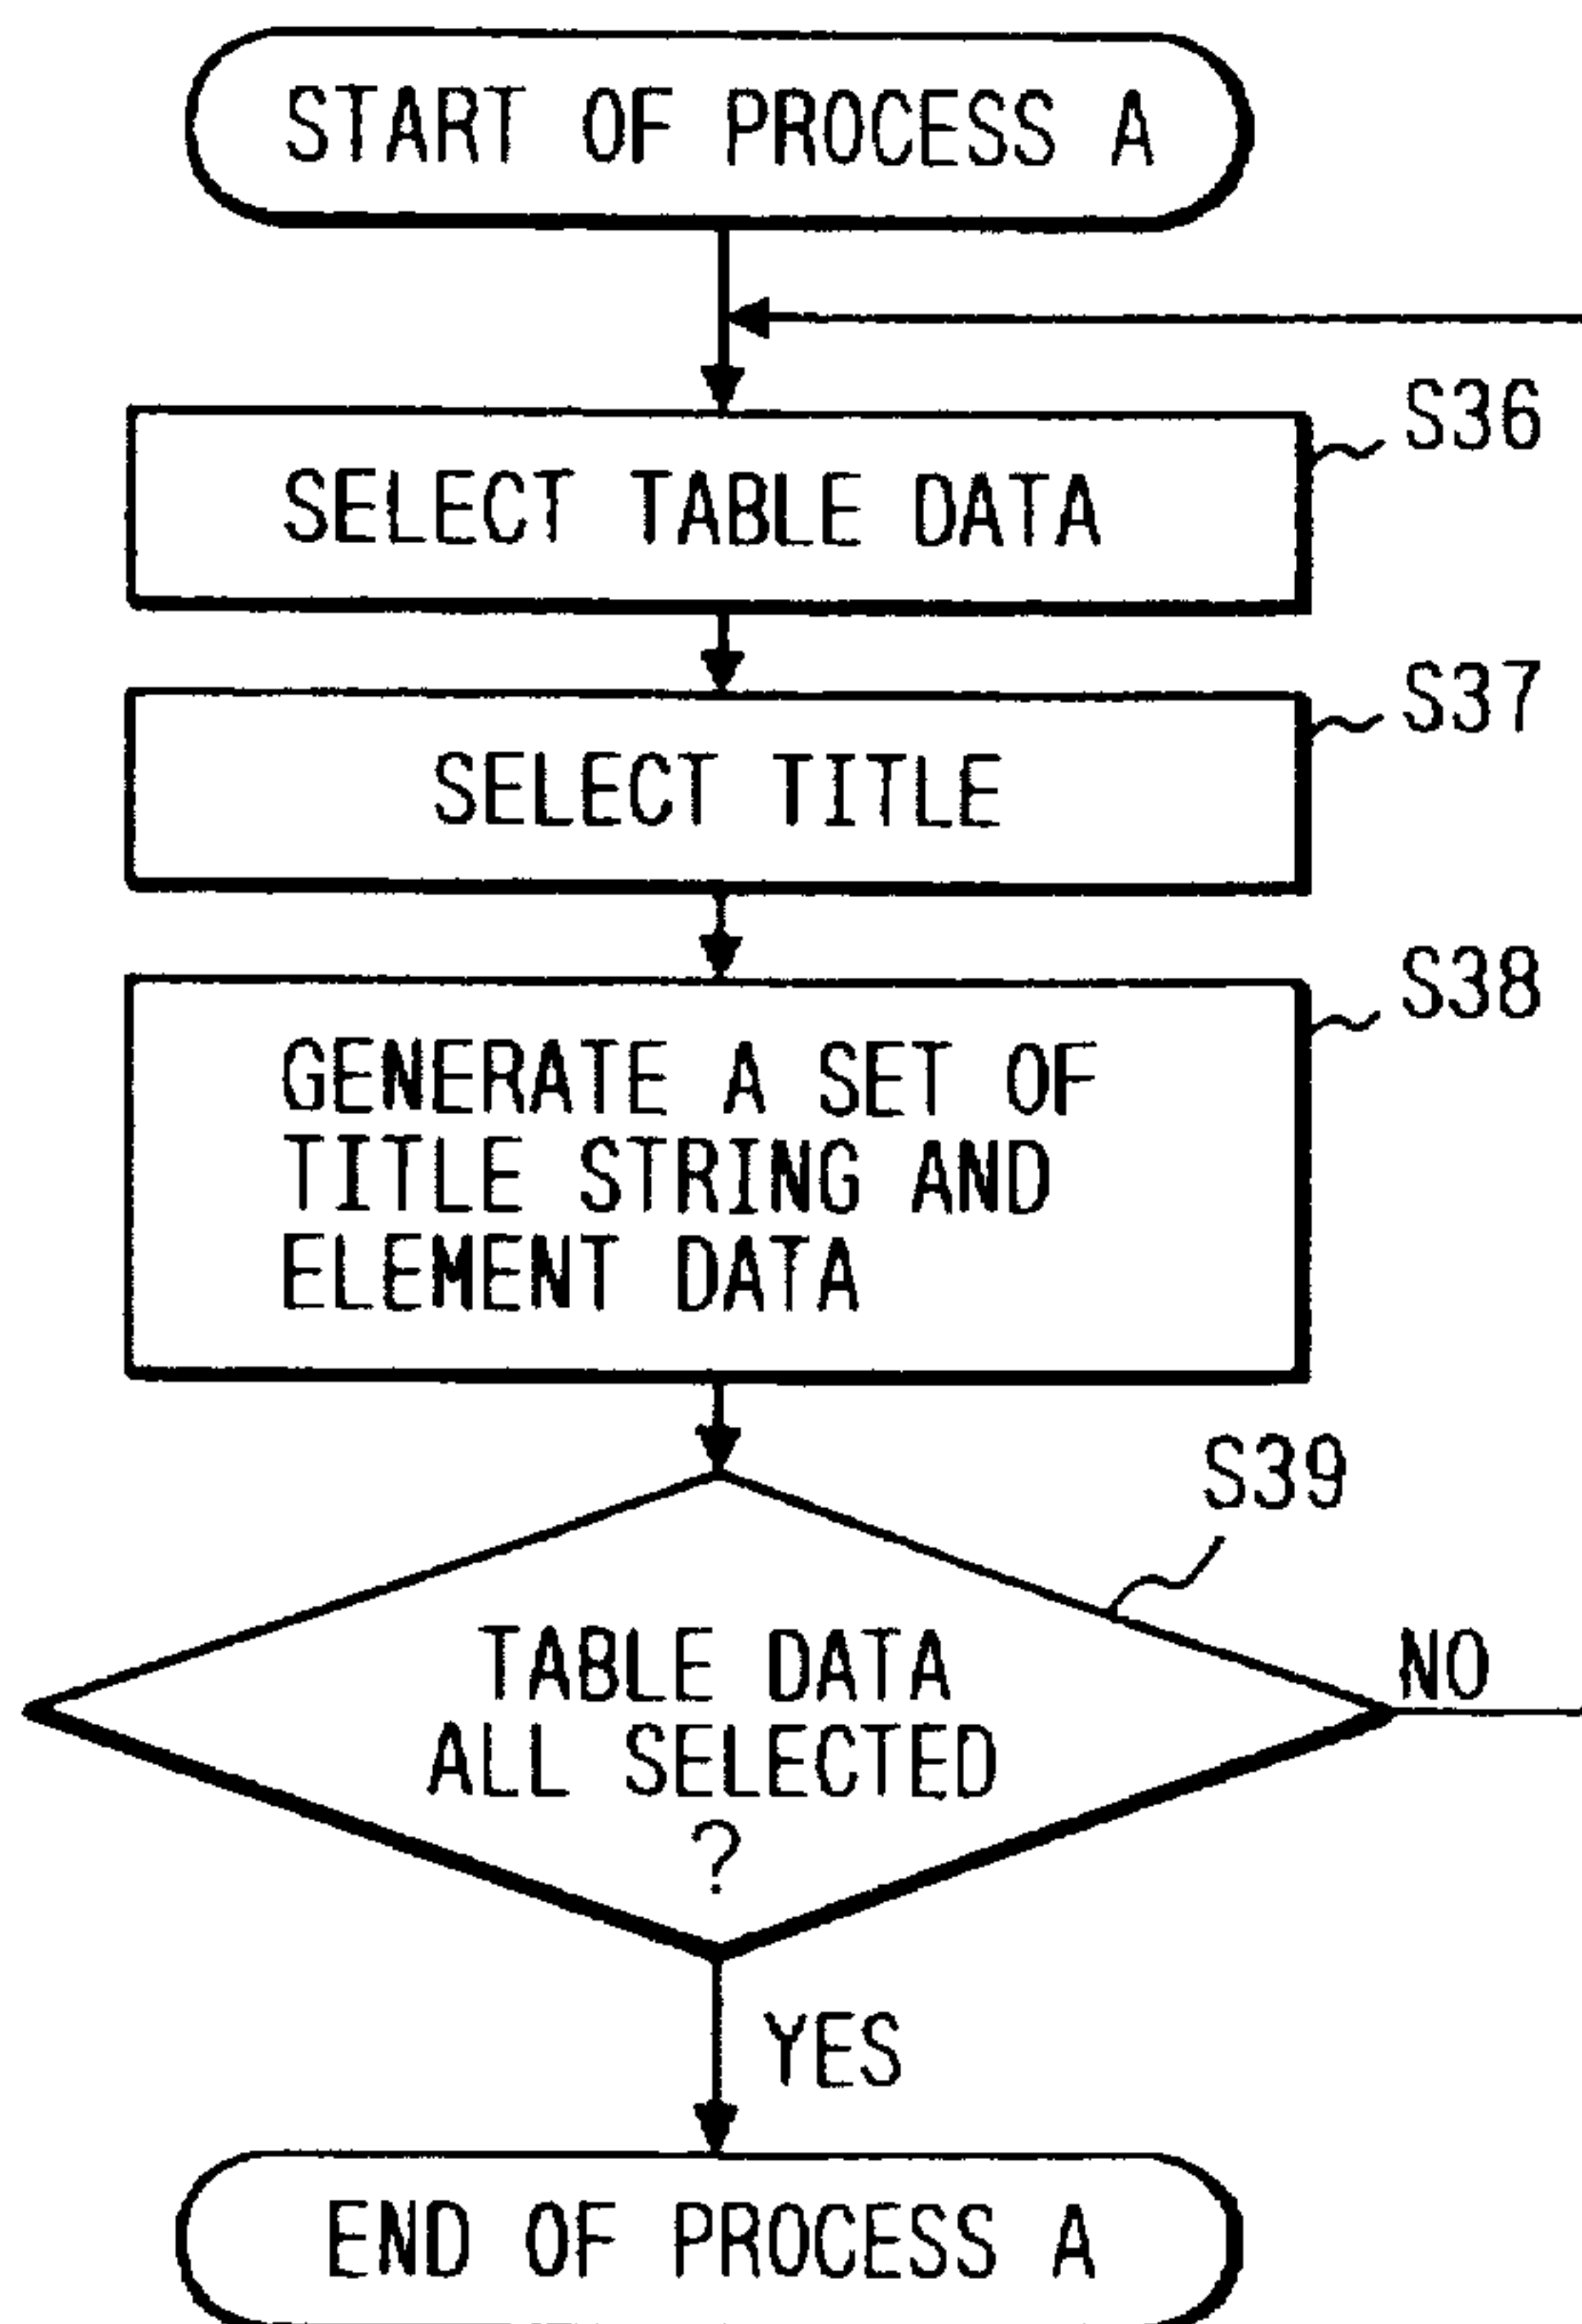 START OF PROCESS A
S36
SELECT TABLE DATA
S37
SELECT TITLE
S38
GENERATE A SET OF
TITLE STRING AND
ELEMENT DATA
S39
TABLE DATA
ALL SELECTED
?
NO
YES
END OF PROCESS A